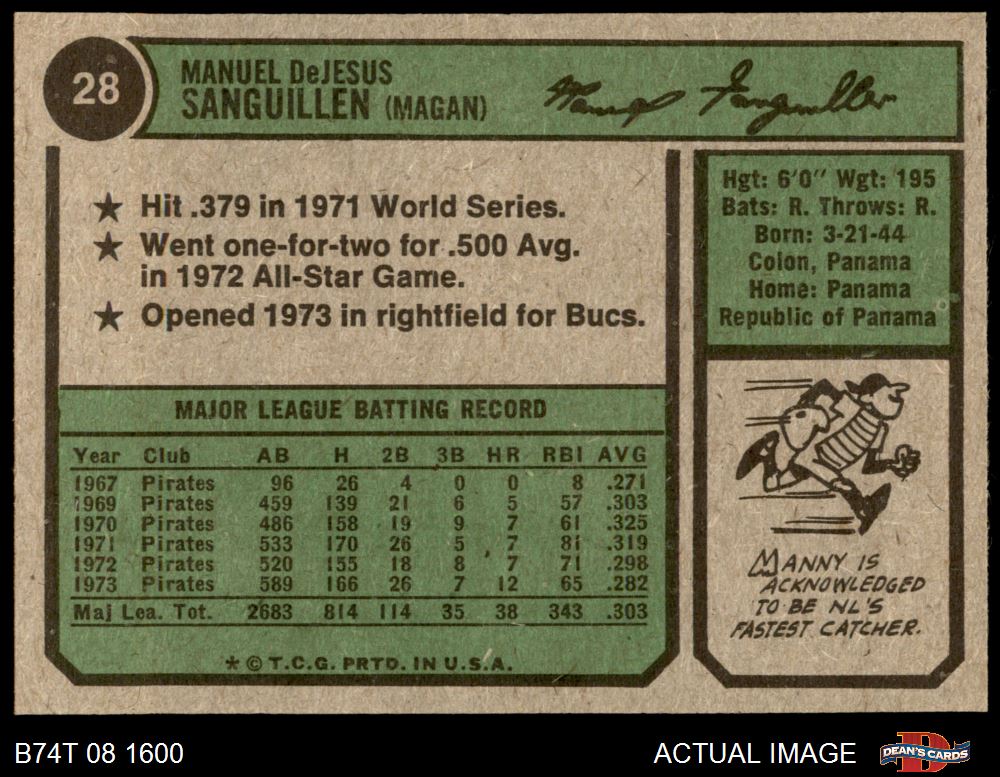 28
MANUEL DeJESUS
SANGUILLEN (MAGAN)
Manuel Sanguillen
★ Hit .379 in 1971 World Series.
★ Went one-for-two for .500 Avg.
in 1972 All-Star Game.
★ Opened 1973 in rightfield for Bucs.
Hgt: 6'0" Wgt: 195
Bats: R. Throws: R.
Born: 3-21-44
Colon, Panama
Home: Panama
Republic of Panama
MAJOR LEAGUE BATTING RECORD
Year Club AB H 2B 3B HR RBI AVG
1967 Pirates 96 26 4 0 0 8 .271
1969 Pirates 459 139 21 6 5 57 .303
1970 Pirates 486 158 19 9 7 61 .325
1971 Pirates 533 170 26 5 7 81 .319
1972 Pirates 520 155 18 8 7 71 .298
1973 Pirates 589 166 26 7 12 65 .282
Maj Lea. Tot. 2683 814 114 35 38 343 .303
* © T.C.G. PRTD. IN U.S.A.
MANNY IS
ACKNOWLEDGED
TO BE NL'S
FASTEST CATCHER.
B74T 08 1600
ACTUAL IMAGE
DEAN'S CARDS